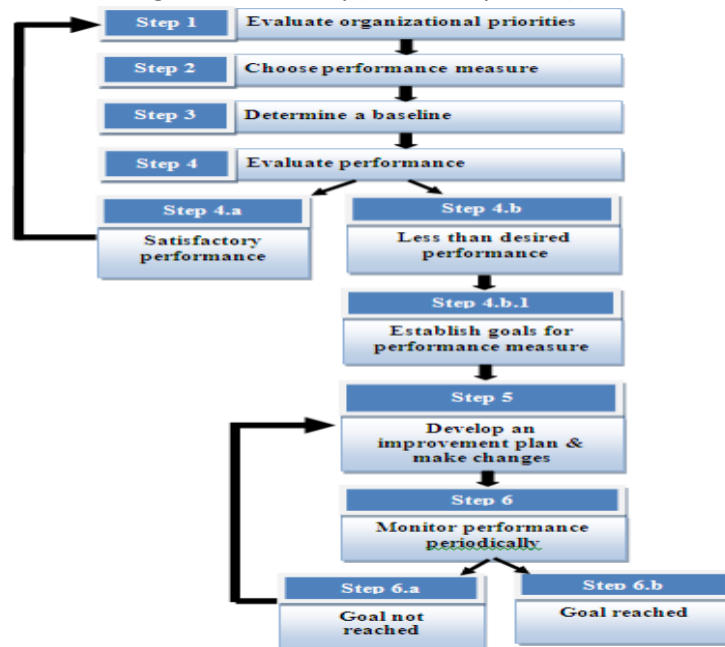 Step 1
Evaluate organizational priorities
Step 2
Choose performance measure
Step 3
Determine a baseline
Step 4
Evaluate performance
Step 4.a
Satisfactory
performance
Step 4.b
Less than desired
performance
Step 4.b.1
Establish goals for
performance measure
Step 5
Develop an
improvement plan &
make changes
Step 6
Monitor performance
periodically
Step 6.a
Goal not
reached
Step 6.b
Goal reached